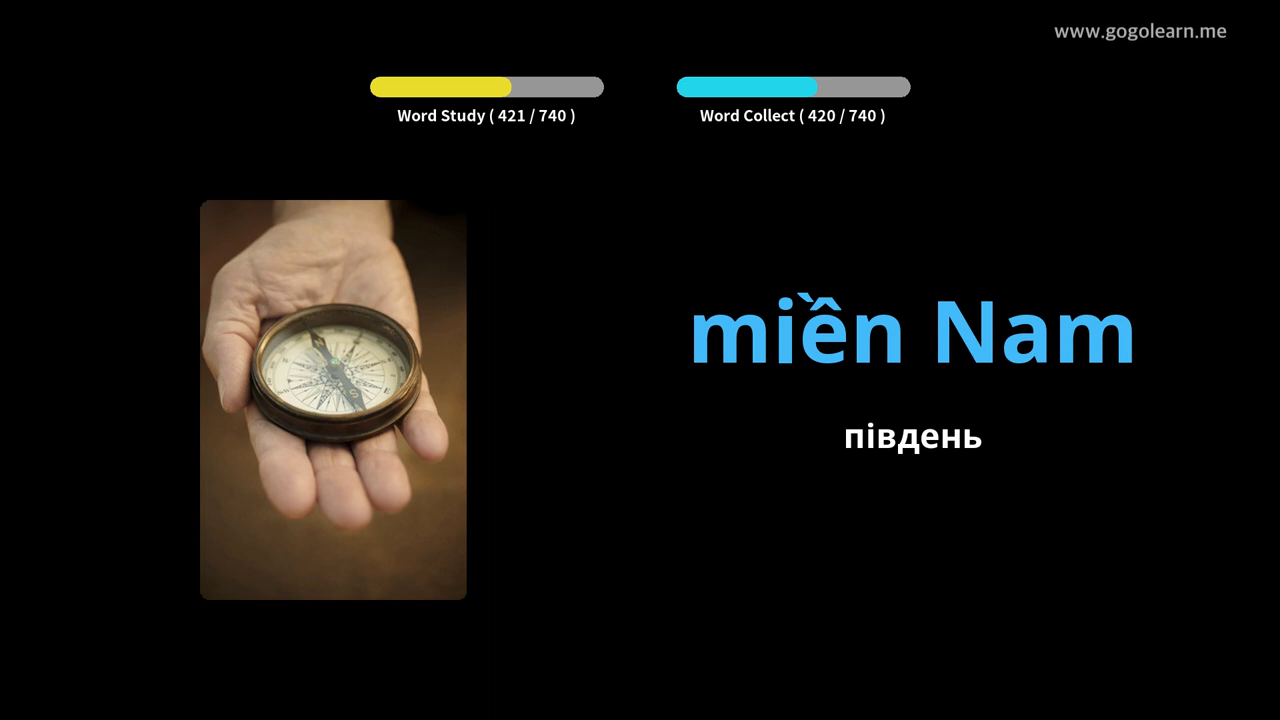 www.gogolearn.me
Word Study ( 421 / 740 )
Word Collect ( 420 / 740 )
miền Nam
південь